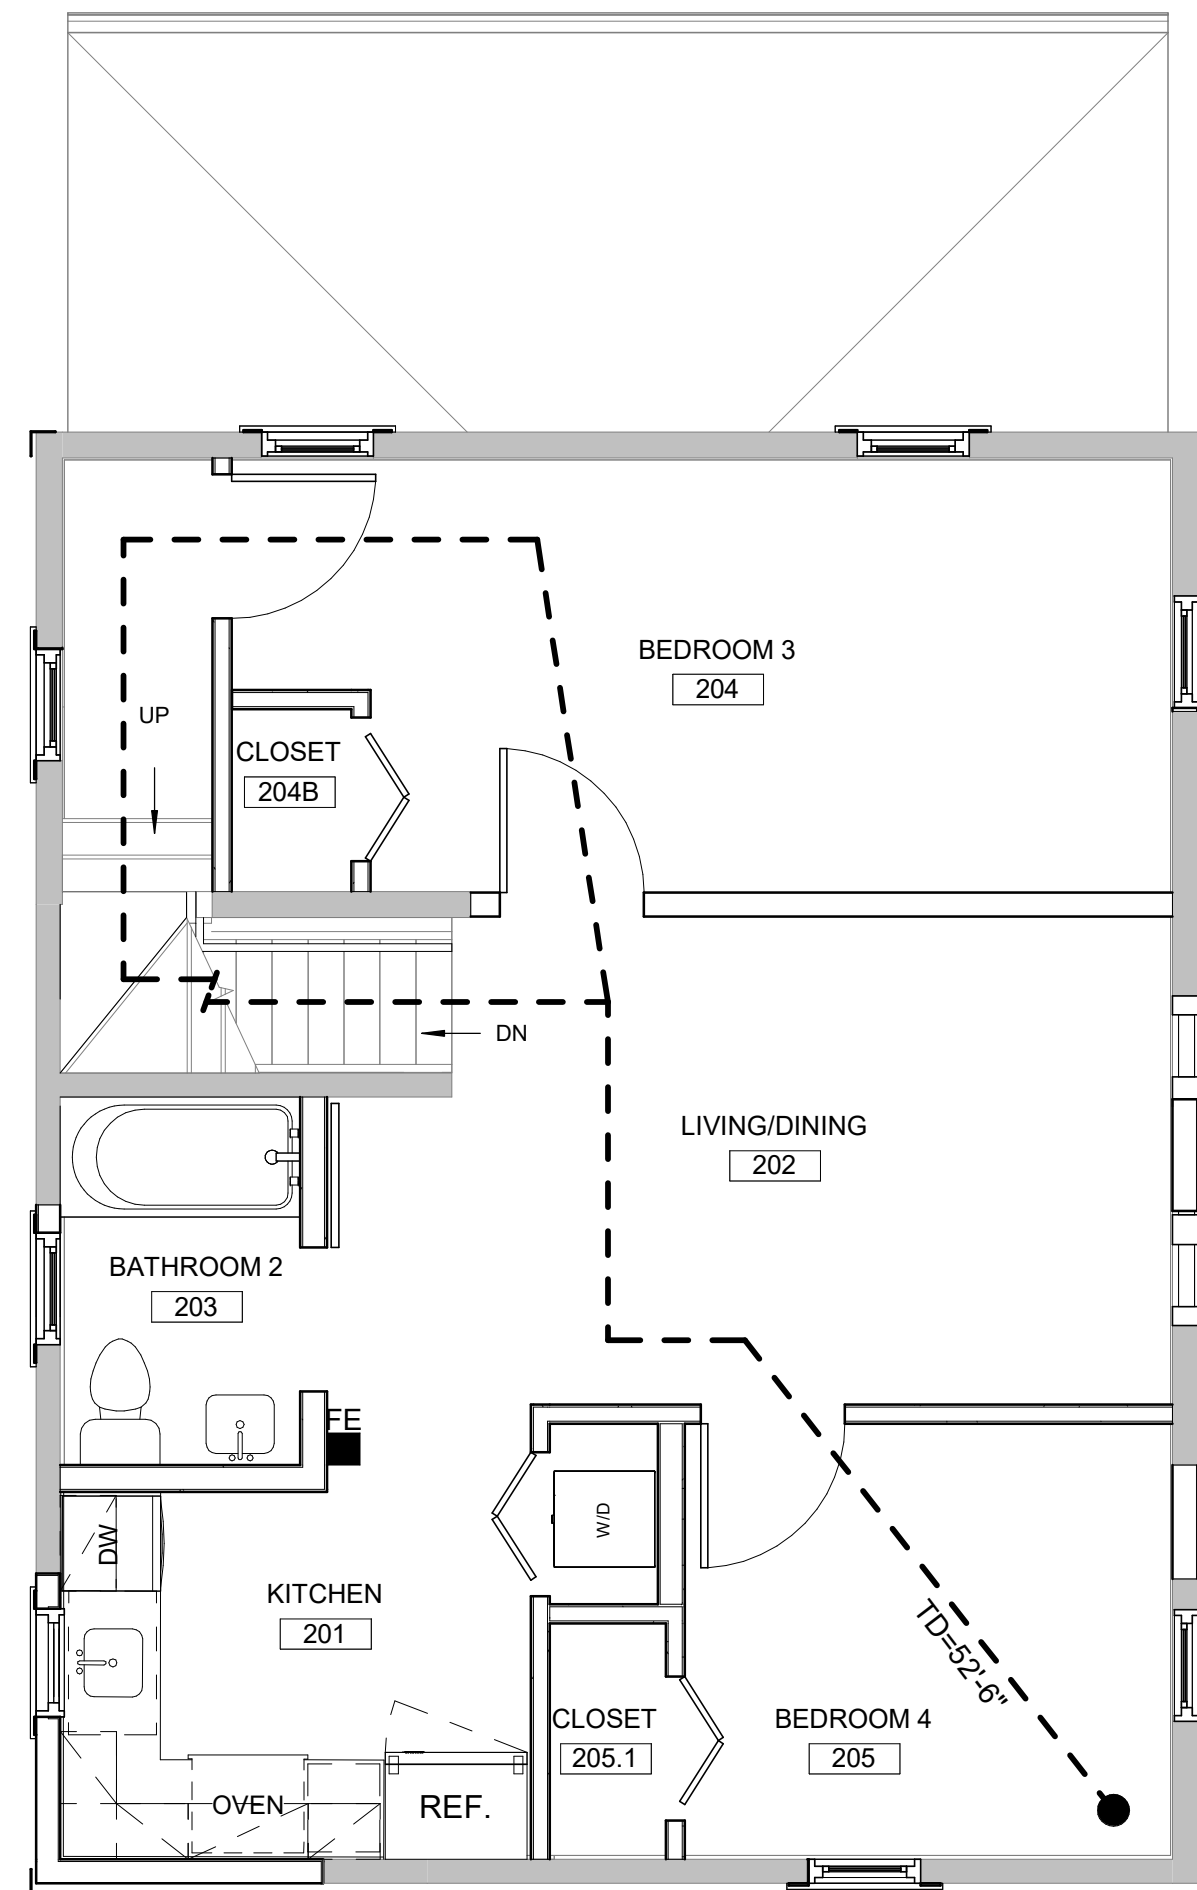 BEDROOM 3
204
UP
CLOSET
204B
DN
LIVING/DINING
202
BATHROOM 2
203
FE
W/D
DW
KITCHEN
201
TD=52'-6"
CLOSET
205.1
BEDROOM 4
205
OVEN
REF.